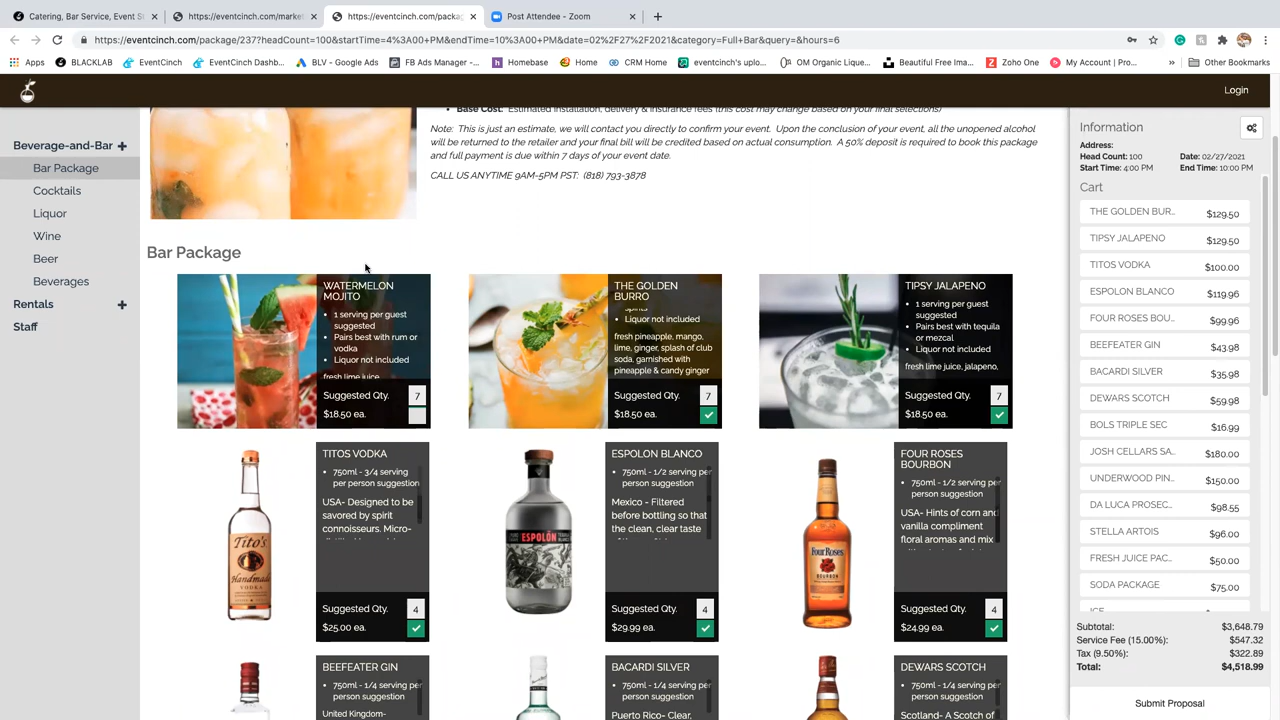 Catering, Bar Service, Event St
https://eventcinch.com/marke
https://eventcinch.com/packag
Post Attendee - Zoom
https://eventcinch.com/package/237?headCount=100&startTime=4%3A00+PM&endTime=10%3A00+PM&date=02%2F27%2F2021&category=Full+Bar&query=&hours=6
Apps
BLACKLAB
EventCinch
EventCinch Dashb...
BLV - Google Ads
FB Ads Manager -...
Homebase
Home
CRM Home
eventcinch's uplo...
OM Organic Lique...
Beautiful Free Ima...
Zoho One
My Account | Pro...
»
Other Bookmarks
Login
Beverage-and-Bar
Bar Package
Cocktails
Liquor
Wine
Beer
Beverages
Rentals
Staff
Base Cost: Estimated installation, delivery & insurance fees (this cost may change based on your final selections)
Note: This is just an estimate, we will contact you directly to confirm your event. Upon the conclusion of your event, all the unopened alcohol
will be returned to the retailer and your final bill will be credited based on actual consumption. A 50% deposit is required to book this package
and full payment is due within 7 days of your event date.
CALL US ANYTIME 9AM-5PM PST: (818) 793-3878
Bar Package
WATERMELON
MOJITO
1 serving per guest
suggested
Pairs best with rum or
vodka
Liquor not included
fresh lime juice
Suggested Qty.
7
$18.50 ea.
THE GOLDEN
BURRO
spirits
Liquor not included
fresh pineapple, mango,
lime, ginger, splash of club
soda, garnished with
pineapple & candy ginger
Suggested Qty.
7
$18.50 ea.
TIPSY JALAPENO
1 serving per guest
suggested
Pairs best with tequila
or mezcal
Liquor not included
fresh lime juice, jalapeno,
Suggested Qty.
7
$18.50 ea.
Tito's
Handmade
VODKA
TITOS VODKA
750ml - 3/4 serving
per person suggestion
USA- Designed to be
savored by spirit
connoisseurs. Micro-
Suggested Qty.
4
$25.00 ea.
ESPOLÒN
ESPOLON BLANCO
750ml - 1/2 serving per
person suggestion
Mexico - Filtered
before bottling so that
the clean, clear taste
Suggested Qty.
4
$29.99 ea.
Four Roses
BOURBON
FOUR ROSES
BOURBON
750ml - 1/2 serving per
person suggestion
USA- Hints of corn and
vanilla compliment
floral aromas and mix
Suggested Qty.
4
$24.99 ea.
BEEFEATER GIN
750ml - 1/4 serving per
person suggestion
United Kingdom-
BACARDI SILVER
750ml - 1/4 serving per
person suggestion
Puerto Rico- Clear,
DEWARS SCOTCH
750ml - 1/4 serving per
person suggestion
Scotland- A Scotch of
Information
Address:
Head Count: 100
Date: 02/27/2021
Start Time: 4:00 PM
End Time: 10:00 PM
Cart
THE GOLDEN BUR... $129.50
TIPSY JALAPENO $129.50
TITOS VODKA $100.00
ESPOLON BLANCO $119.96
FOUR ROSES BOU... $99.96
BEEFEATER GIN $43.98
BACARDI SILVER $35.98
DEWARS SCOTCH $59.98
BOLS TRIPLE SEC $16.99
JOSH CELLARS SA... $180.00
UNDERWOOD PIN... $150.00
LA LUCA PROSEC... $98.55
STELLA ARTOIS $96.00
FRESH JUICE PAC... $50.00
SODA PACKAGE $75.00
ICE
Subtotal: $3,648.79
Service Fee (15.00%): $547.32
Tax (9.50%): $322.89
Total: $4,518.99
Submit Proposal